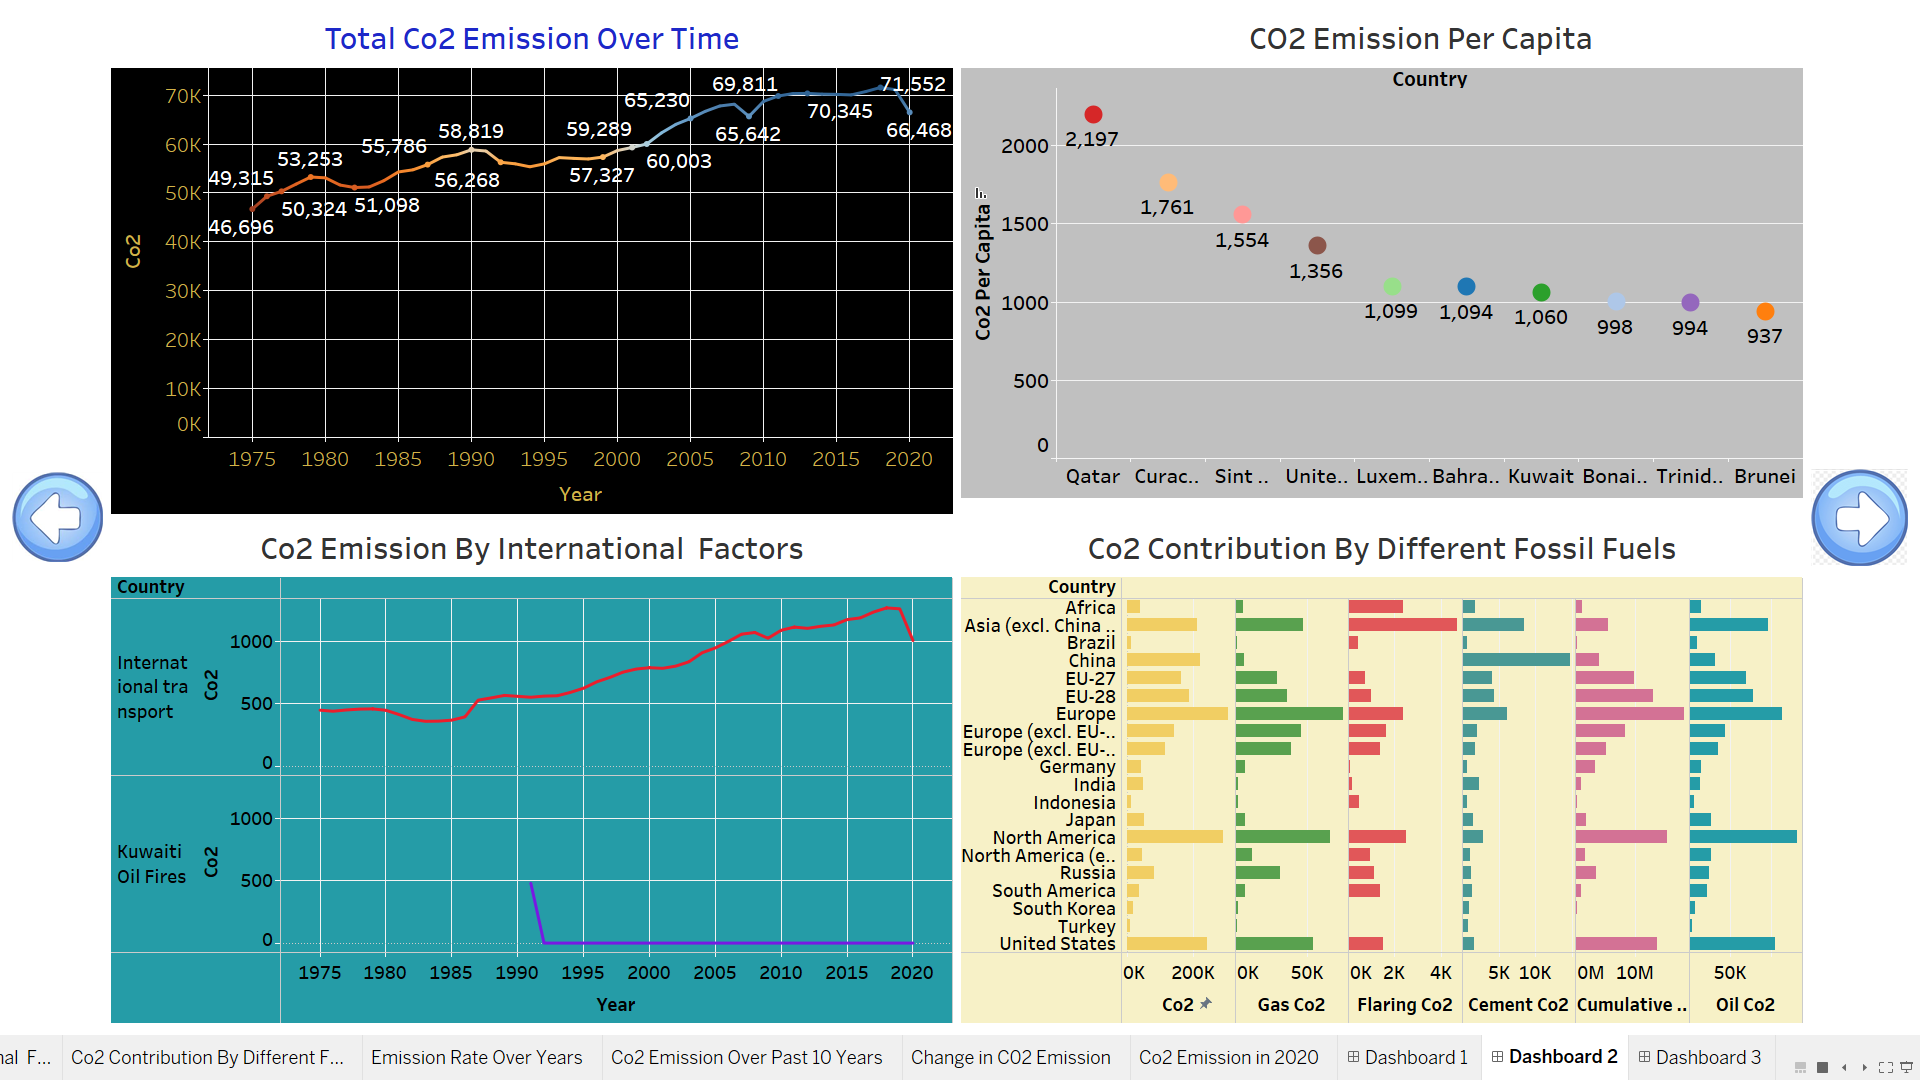 Total Co2 Emission Over Time
70K
60K
50K
40K
30K
20K
10K
0K
Co2
49,315
46,696
53,253
50,324
55,786
51,098
58,819
56,268
59,289
57,327
65,230
60,003
69,811
65,642
70,345
71,552
66,468
1975 1980 1985 1990 1995 2000 2005 2010 2015 2020
Year
CO2 Emission Per Capita
Country
2000
1500
1000
500
0
Co2 Per Capita
2,197
1,761
1,554
1,356
1,099
1,094
1,060
998
994
937
Qatar Curac.. Sint .. Unite.. Luxem.. Bahra.. Kuwait Bonai.. Trinid.. Brunei
Co2 Emission By International  Factors
Country
Internat
ional tra
nsport
Co2
1000
500
0
Kuwaiti
Oil Fires
Co2
1000
500
0
1975 1980 1985 1990 1995 2000 2005 2010 2015 2020
Year
Co2 Contribution By Different Fossil Fuels
Country
Africa
Asia (excl. China ..
Brazil
China
EU-27
EU-28
Europe
Europe (excl. EU-..
Europe (excl. EU-..
Germany
India
Indonesia
Japan
North America
North America (e..
Russia
South America
South Korea
Turkey
United States
0K 200K 0K 50K 0K 2K 4K 5K 10K 0M 10M 50K
Co2 Gas Co2 Flaring Co2 Cement Co2 Cumulative .. Oil Co2
nal F... Co2 Contribution By Different F... Emission Rate Over Years Co2 Emission Over Past 10 Years Change in C02 Emission Co2 Emission in 2020 Dashboard 1 Dashboard 2 Dashboard 3